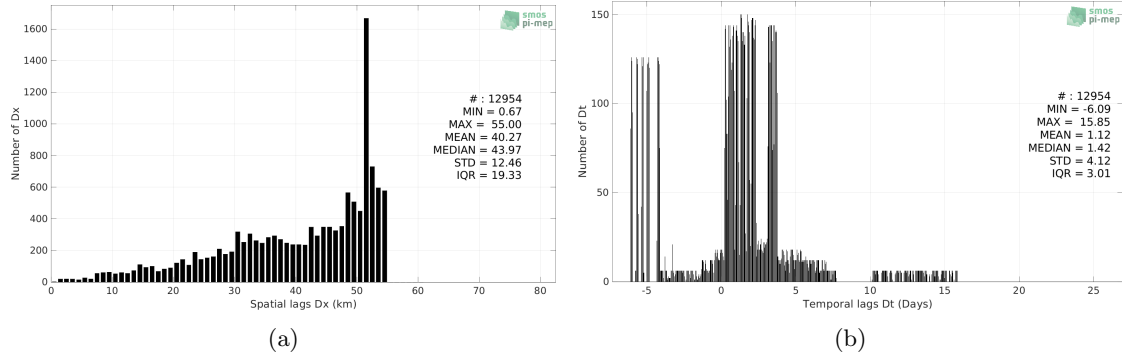 smos
pi-mep
1600
1400
1200
1000
800
600
400
200
0
Number of Dx
# : 12954
MIN = 0.67
MAX = 55.00
MEAN = 40.27
MEDIAN = 43.97
STD = 12.46
IQR = 19.33
0 10 20 30 40 50 60 70 80
Spatial lags Dx (km)
(a)
smos
pi-mep
150
100
50
0
Number of Dt
# : 12954
MIN = -6.09
MAX = 15.85
MEAN = 1.12
MEDIAN = 1.42
STD = 4.12
IQR = 3.01
-5 0 5 10 15 20 25
Temporal lags Dt (Days)
(b)